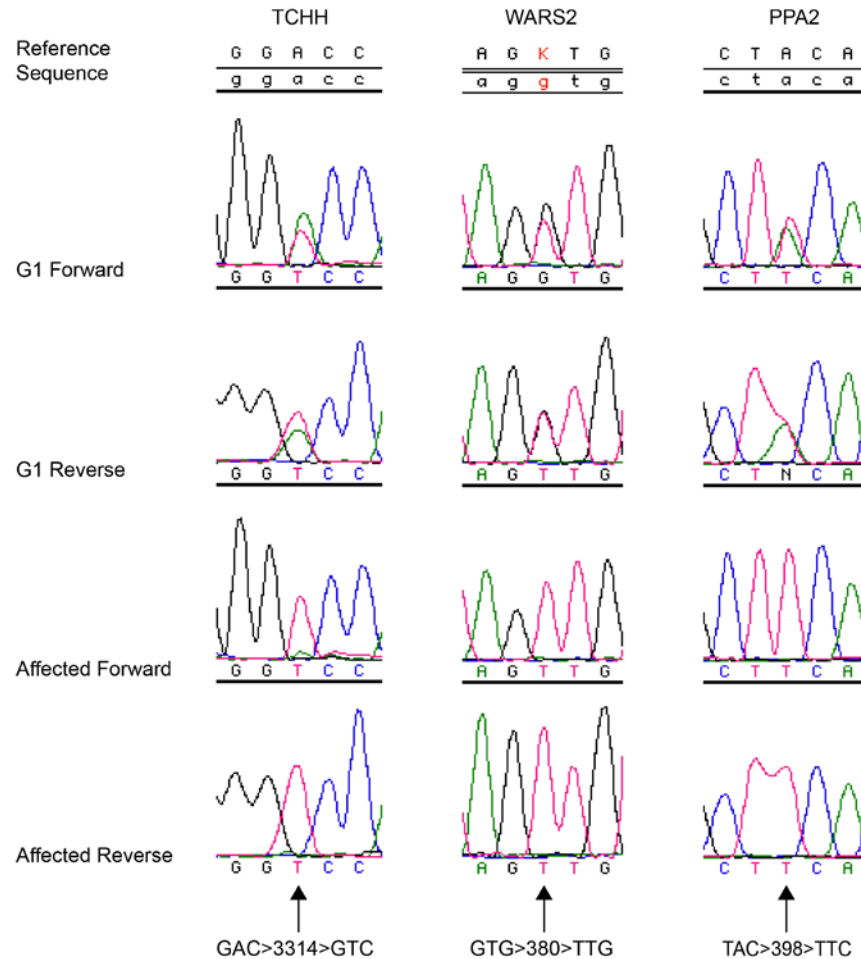 TCHH WARS2 PPA2
Reference Sequence
G G A C C A G K T G C T A C A
g g a c c a g g t g c t a c a
G1 Forward
G G T C C A G G T G C T T C A
G1 Reverse
G G T C C A G T T G C T N C A
Affected Forward
G G T C C A G T T G C T T C A
Affected Reverse
G G T C C A G T T G C T T C A
GAC>3314>GTC GTG>380>TTG TAC>398>TTC